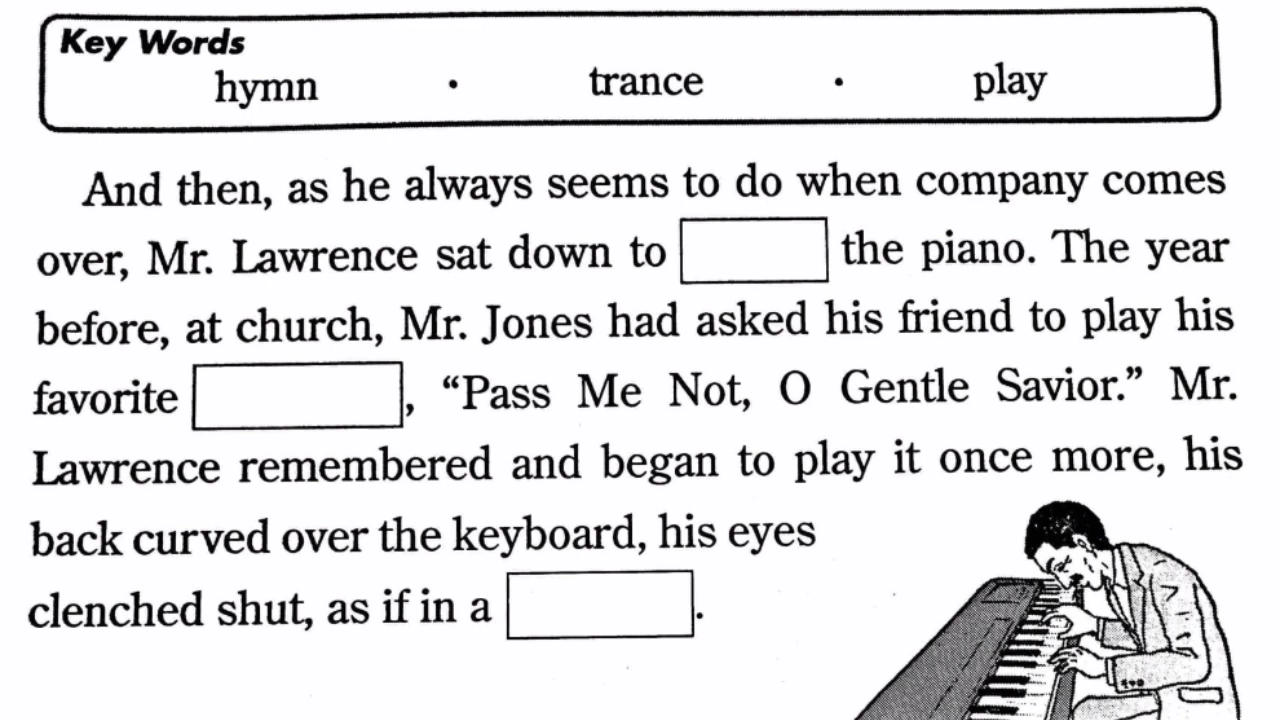 Key Words
hymn · trance · play
And then, as he always seems to do when company comes
over, Mr. Lawrence sat down to the piano. The year
before, at church, Mr. Jones had asked his friend to play his
favorite , “Pass Me Not, O Gentle Savior.” Mr.
Lawrence remembered and began to play it once more, his
back curved over the keyboard, his eyes
clenched shut, as if in a .